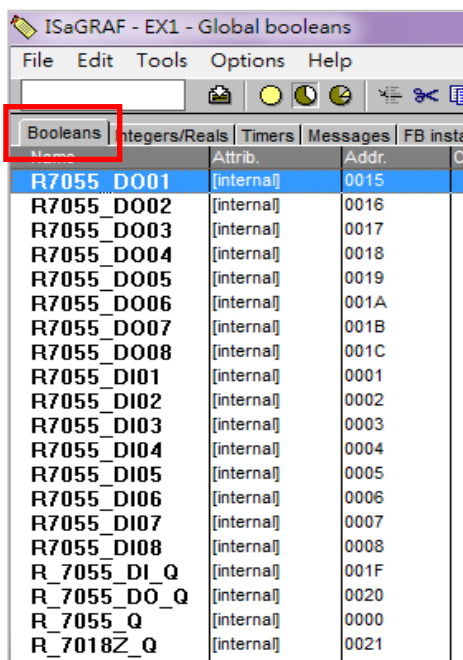 ISaGRAF - EX1 - Global booleans
File Edit Tools Options Help
Booleans Integers/Reals Timers Messages FB insta
Name Attrib. Addr. C
R7055_DO01 [internal] 0015
R7055_DO02 [internal] 0016
R7055_DO03 [internal] 0017
R7055_DO04 [internal] 0018
R7055_DO05 [internal] 0019
R7055_DO06 [internal] 001A
R7055_DO07 [internal] 001B
R7055_DO08 [internal] 001C
R7055_DI01 [internal] 0001
R7055_DI02 [internal] 0002
R7055_DI03 [internal] 0003
R7055_DI04 [internal] 0004
R7055_DI05 [internal] 0005
R7055_DI06 [internal] 0006
R7055_DI07 [internal] 0007
R7055_DI08 [internal] 0008
R_7055_DI_Q [internal] 001F
R_7055_DO_Q [internal] 0020
R_7055_Q [internal] 0000
R_7018Z_Q [internal] 0021